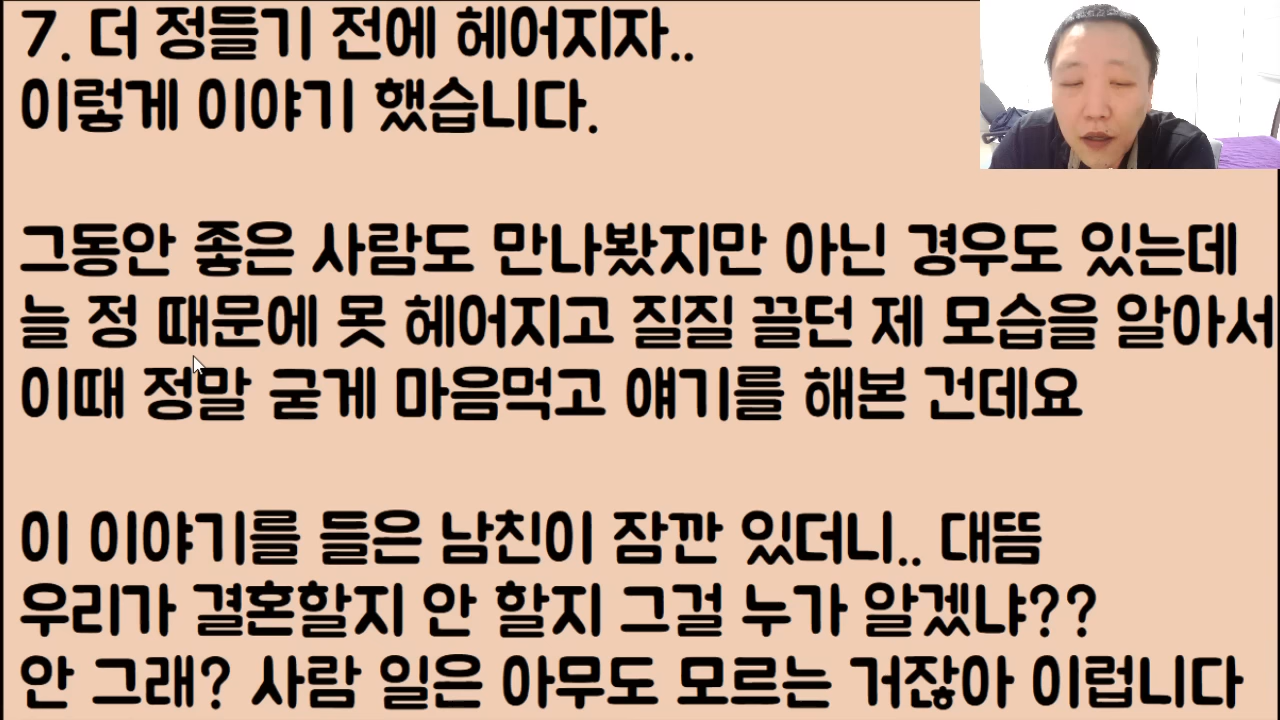 7. 더 정들기 전에 헤어지자..
이렇게 이야기 했습니다.
그동안 좋은 사람도 만나봤지만 아닌 경우도 있는데
늘 정 때문에 못 헤어지고 질질 끌던 제 모습을 알아서
이때 정말 굳게 마음먹고 얘기를 해본 건데요
이 이야기를 들은 남친이 잠깐 있더니.. 대뜸
우리가 결혼할지 안 할지 그걸 누가 알겠냐??
안 그래? 사람 일은 아무도 모르는 거잖아 이럽니다